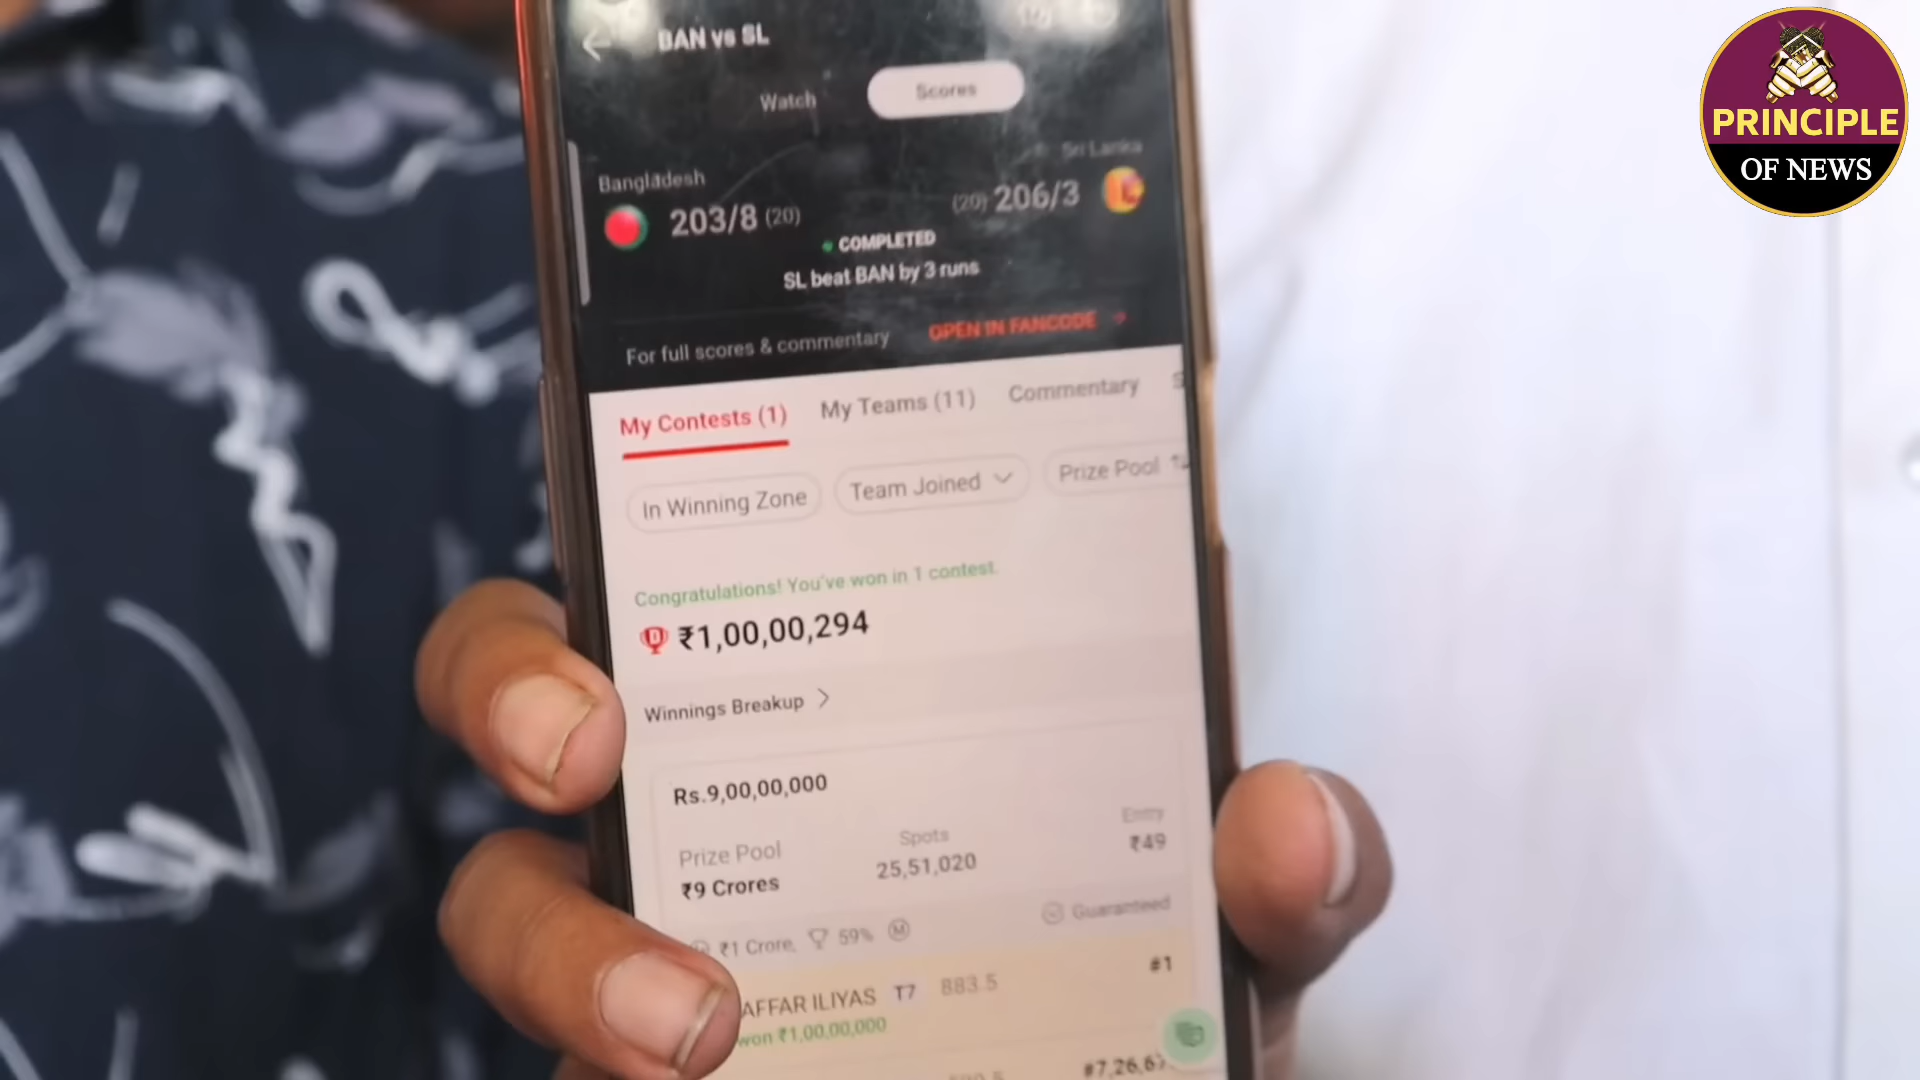 BAN vs SL
Watch
Scores
Bangladesh
Sri Lanka
203/8 (20)
(20) 206/3
COMPLETED
SL beat BAN by 3 runs
For full scores & commentary
OPEN IN FANCODE
My Contests (1)
My Teams (11)
Commentary
In Winning Zone
Team Joined
Prize Pool
Congratulations! You've won in 1 contest.
₹1,00,00,294
Winnings Breakup
Rs.9,00,00,000
Prize Pool
Spots
Entry
₹9 Crores
25,51,020
₹49
₹1 Crore,
59%
M
Guaranteed
AFFAR ILIYAS T7 883.5
#1
won ₹1,00,00,000
PRINCIPLE
OF NEWS